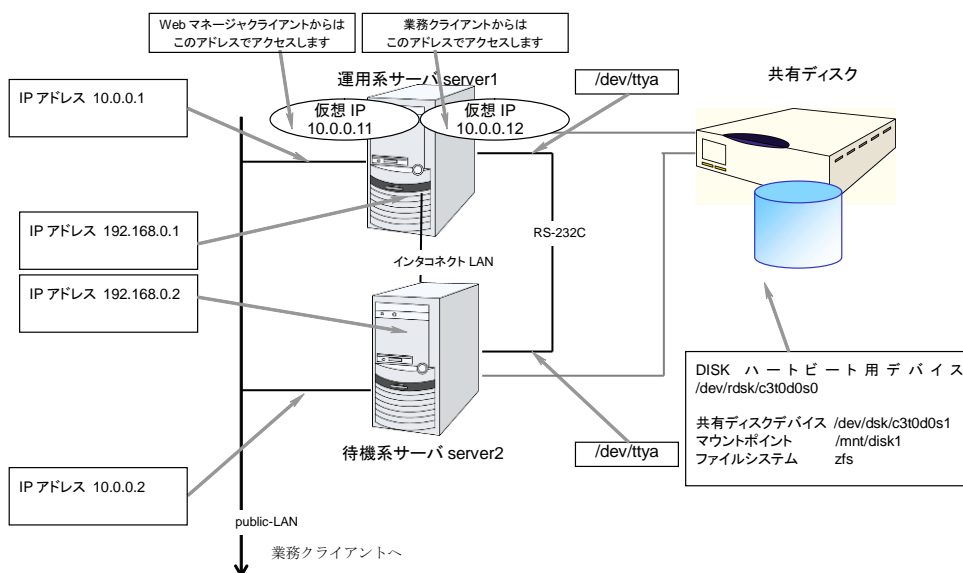 Web マネージャクライアントからは
このアドレスでアクセスします
業務クライアントからは
このアドレスでアクセスします
運用系サーバ server1
/dev/ttya
共有ディスク
IP アドレス 10.0.0.1
仮想 IP
10.0.0.11
仮想 IP
10.0.0.12
IP アドレス 192.168.0.1
RS-232C
インタコネクト LAN
IP アドレス 192.168.0.2
DISK ハートビート用デバイス
/dev/rdsk/c3t0d0s0
共有ディスクデバイス /dev/dsk/c3t0d0s1
マウントポイント /mnt/disk1
ファイルシステム zfs
待機系サーバ server2
/dev/ttya
IP アドレス 10.0.0.2
public-LAN
業務クライアントへ